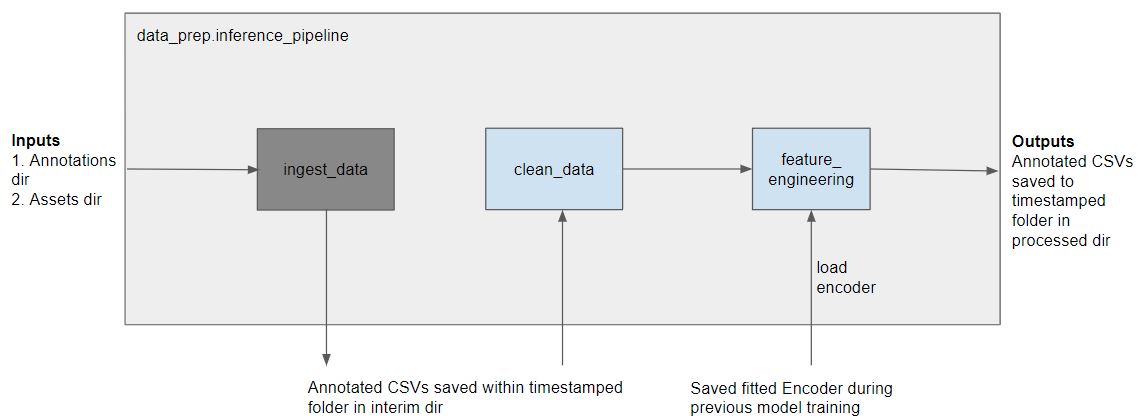 data_prep.inference_pipeline
Inputs
1. Annotations
dir
2. Assets dir
ingest_data
clean_data
feature_
engineering
Outputs
Annotated CSVs
saved to
timestamped
folder in
processed dir
load
encoder
Annotated CSVs saved within timestamped
folder in interim dir
Saved fitted Encoder during
previous model training